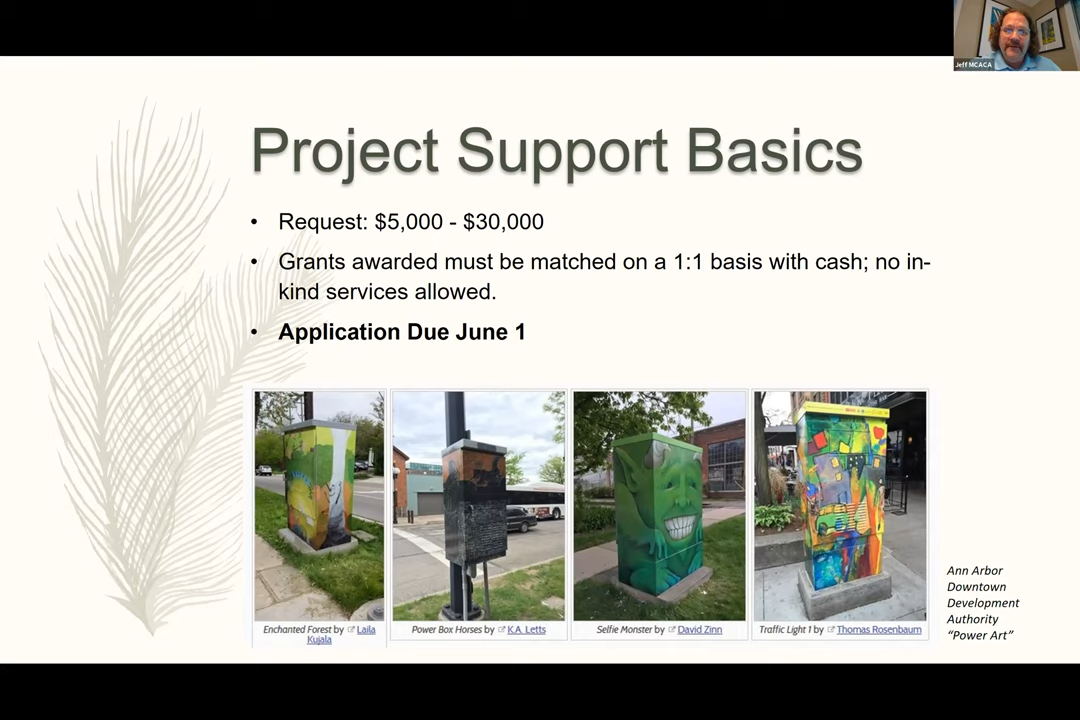 Jeff MCACA
Project Support Basics
• Request: $5,000 - $30,000
• Grants awarded must be matched on a 1:1 basis with cash; no in-
kind services allowed.
• Application Due June 1
Enchanted Forest by Laila
Kujala
Power Box Horses by K.A. Letts
Selfie Monster by David Zinn
Traffic Light 1 by Thomas Rosenbaum
Ann Arbor
Downtown
Development
Authority
“Power Art”